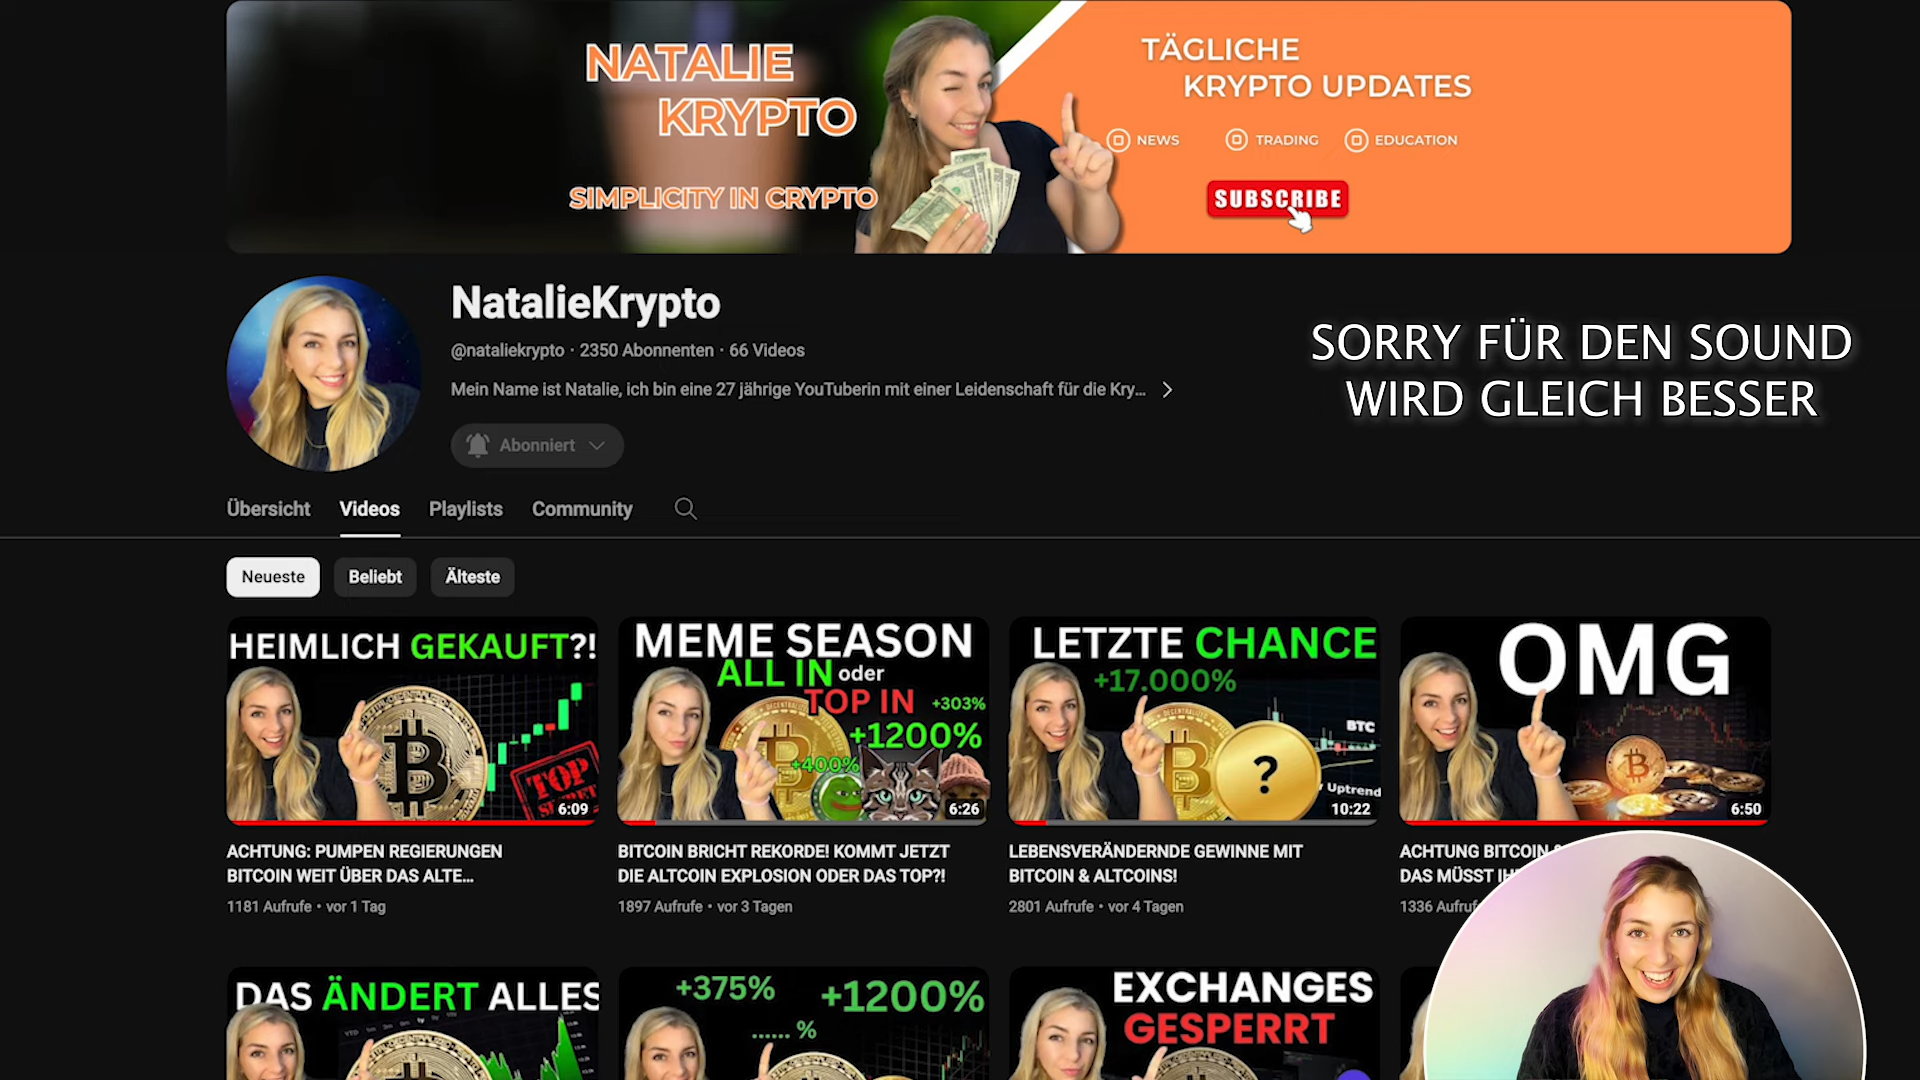 NATALIE
KRYPTO
SIMPLICITY IN CRYPTO
TÄGLICHE
KRYPTO UPDATES
NEWS
TRADING
EDUCATION
SUBSCRIBE
NatalieKrypto
@nataliekrypto · 2350 Abonnenten · 66 Videos
Mein Name ist Natalie, ich bin eine 27 jährige YouTuberin mit einer Leidenschaft für die Kry...
Abonniert
SORRY FÜR DEN SOUND
WIRD GLEICH BESSER
Übersicht
Videos
Playlists
Community
Neueste
Beliebt
Älteste
HEIMLICH GEKAUFT?!
TOP
6:09
ACHTUNG: PUMPEN REGIERUNGEN
BITCOIN WEIT ÜBER DAS ALTE...
1181 Aufrufe • vor 1 Tag
MEME SEASON
ALL IN oder
TOP IN
+303%
+1200%
+400%
6:26
BITCOIN BRICHT REKORDE! KOMMT JETZT
DIE ALTCOIN EXPLOSION ODER DAS TOP?!
1897 Aufrufe • vor 3 Tagen
LETZTE CHANCE
+17.000%
BTC
?
Uptrend
10:22
LEBENSVERÄNDERNDE GEWINNE MIT
BITCOIN & ALTCOINS!
2801 Aufrufe • vor 4 Tagen
OMG
6:50
ACHTUNG BITCOIN
DAS MÜSST
1336
DAS ÄNDERT ALLES
+375%
+1200%
...... %
EXCHANGES
GESPERRT